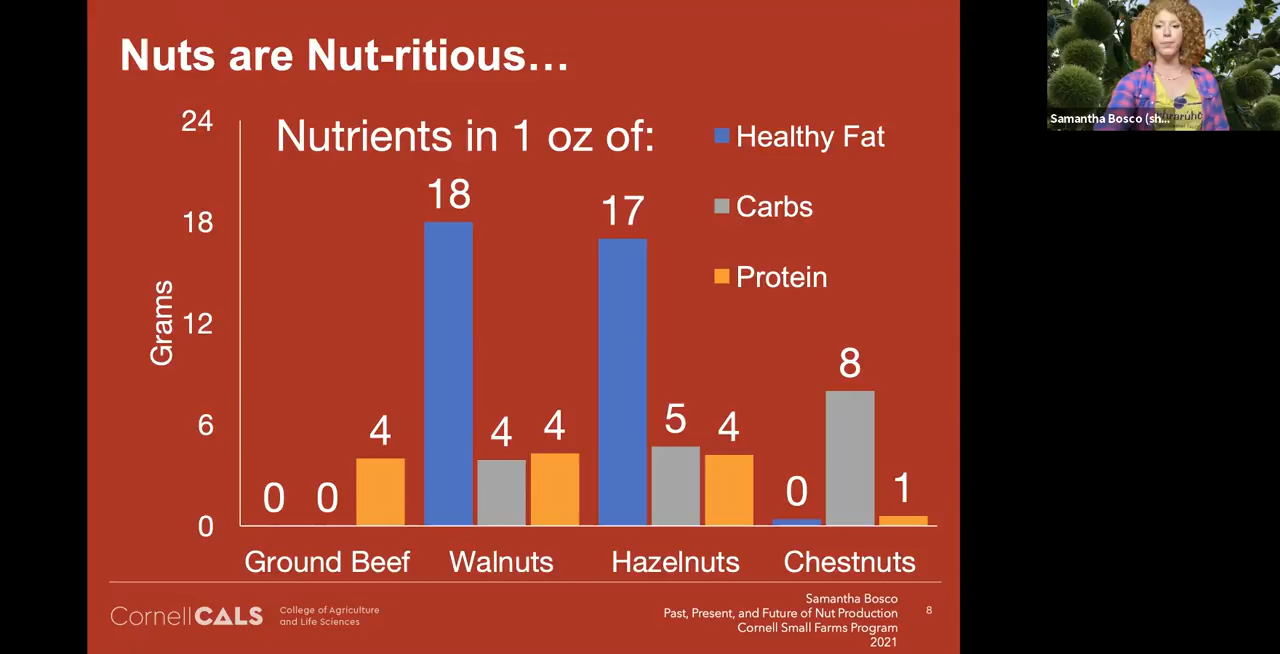 Nuts are Nut-ritious…
Nutrients in 1 oz of:
Healthy Fat
Carbs
Protein
Grams
24
18
12
6
0
0 0 4
18 4 4
17 5 4
0 8 1
Ground Beef Walnuts Hazelnuts Chestnuts
CornellCALS
College of Agriculture
and Life Sciences
Samantha Bosco
Past, Present, and Future of Nut Production
Cornell Small Farms Program
2021
8
Samantha Bosco (sh...